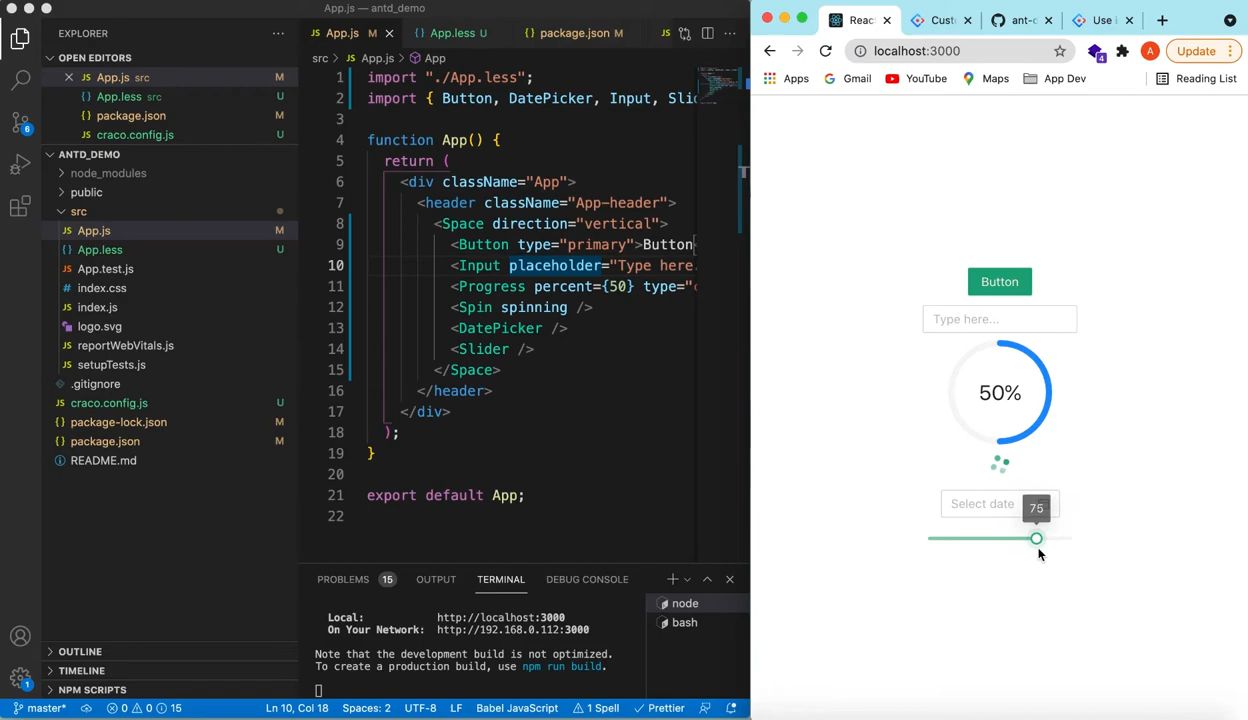 App.js — antd_demo
EXPLORER
OPEN EDITORS
App.js src M
App.less src U
package.json M
craco.config.js U
ANTD_DEMO
node_modules
public
src
App.js M
App.less U
App.test.js
index.css
index.js
logo.svg
reportWebVitals.js
setupTests.js
.gitignore
craco.config.js U
package-lock.json M
package.json M
README.md
OUTLINE
TIMELINE
NPM SCRIPTS
6
1
App.js M
App.less U
package.json M
JS
src > App.js > App
1 import "./App.less";
2 import { Button, DatePicker, Input, Slid
3
4 function App() {
5 return (
6 <div className="App">
7 <header className="App-header">
8 <Space direction="vertical">
9 <Button type="primary">Button
10 <Input placeholder="Type here.
11 <Progress percent={50} type="c
12 <Spin spinning />
13 <DatePicker />
14 <Slider />
15 </Space>
16 </header>
17 </div>
18 );
19 }
20
21 export default App;
22
PROBLEMS 15 OUTPUT TERMINAL DEBUG CONSOLE
Local: http://localhost:3000
On Your Network: http://192.168.0.112:3000
Note that the development build is not optimized.
To create a production build, use npm run build.
node
bash
master* 0 0 15 Ln 10, Col 18 Spaces: 2 UTF-8 LF Babel JavaScript 1 Spell Prettier
Reac
Cust
ant-d
Use i
localhost:3000
4
A
Update
Apps Gmail YouTube Maps App Dev Reading List
Button
Type here...
50%
Select date
75